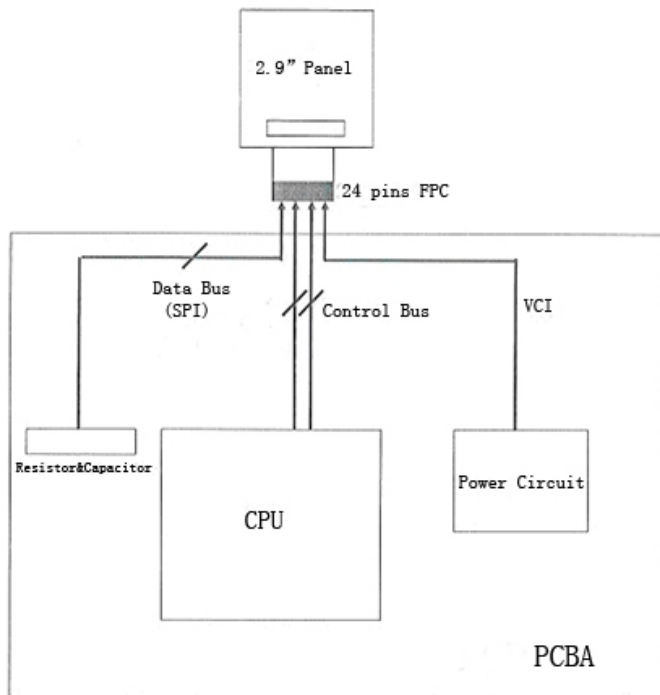 2.9” Panel
24 pins FPC
Data Bus
(SPI)
Control Bus
VCI
Resistor&Capacitor
CPU
Power Circuit
PCBA